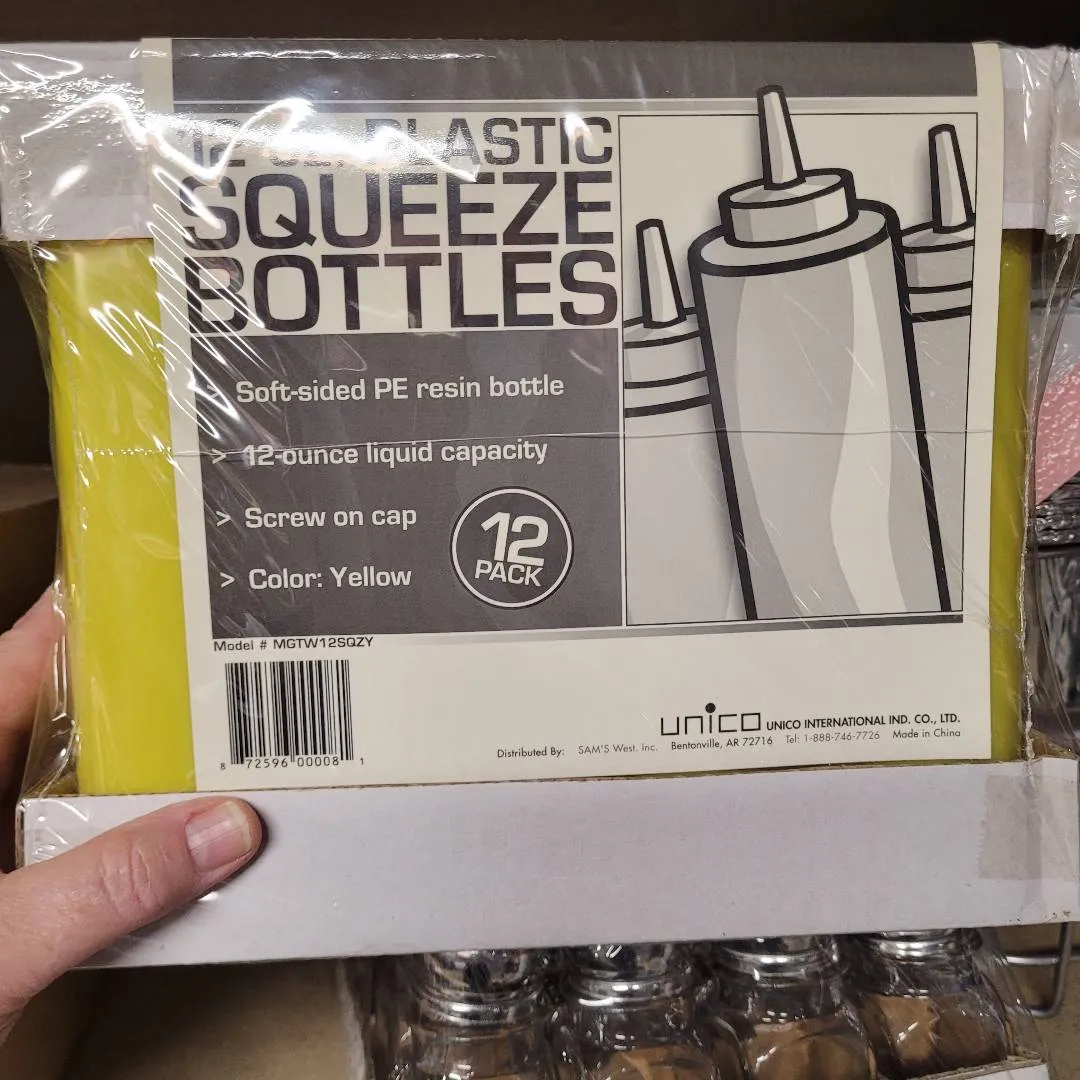 12 oz. PLASTIC
SQUEEZE
BOTTLES
Soft-sided PE resin bottle
> 12-ounce liquid capacity
> Screw on cap
> Color: Yellow
12
PACK
Model # MGTW12SQZY
8 72596 00008 1
unico UNICO INTERNATIONAL IND. CO., LTD.
Distributed By: SAM'S West, Inc. Bentonville, AR 72716 Tel: 1-888-746-7726 Made in China